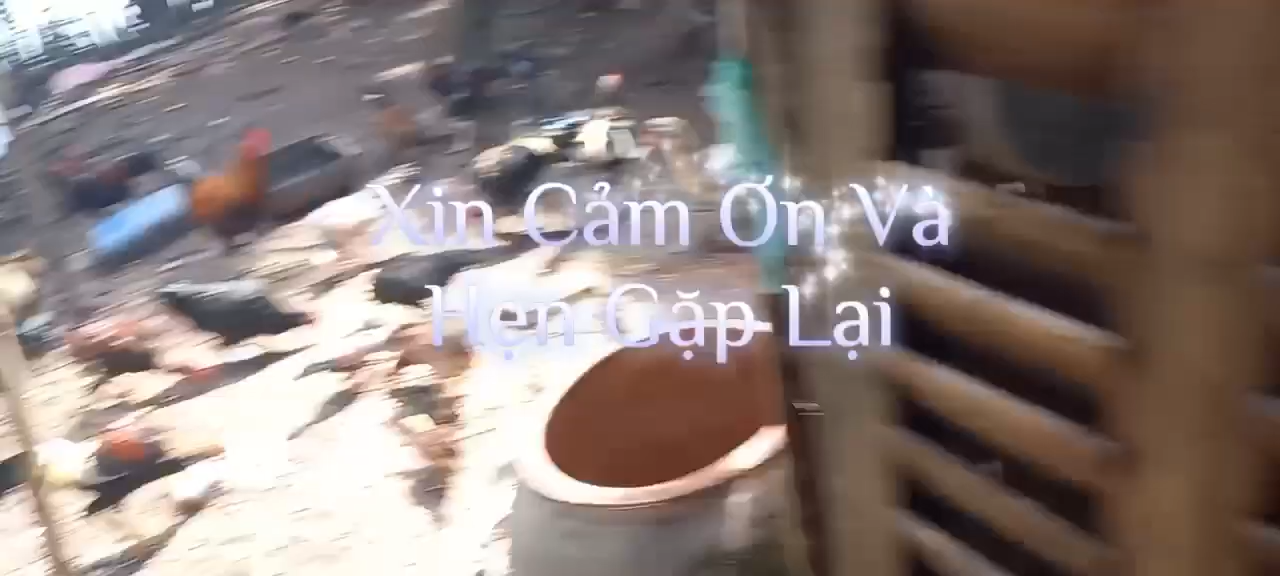 Xin Cảm Ơn Và
Hẹn Gặp Lại